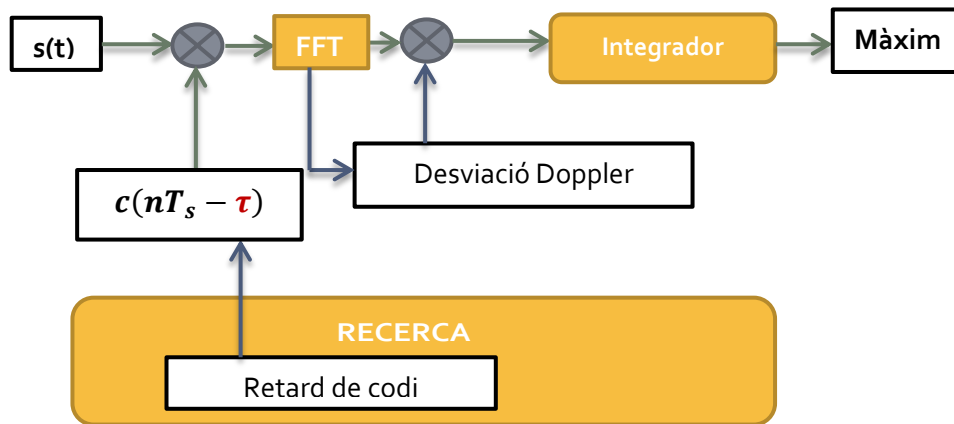 s(t)
FFT
Integrador
Màxim
Desviació Doppler
c(nTₛ − τ)
RECERCA
Retard de codi